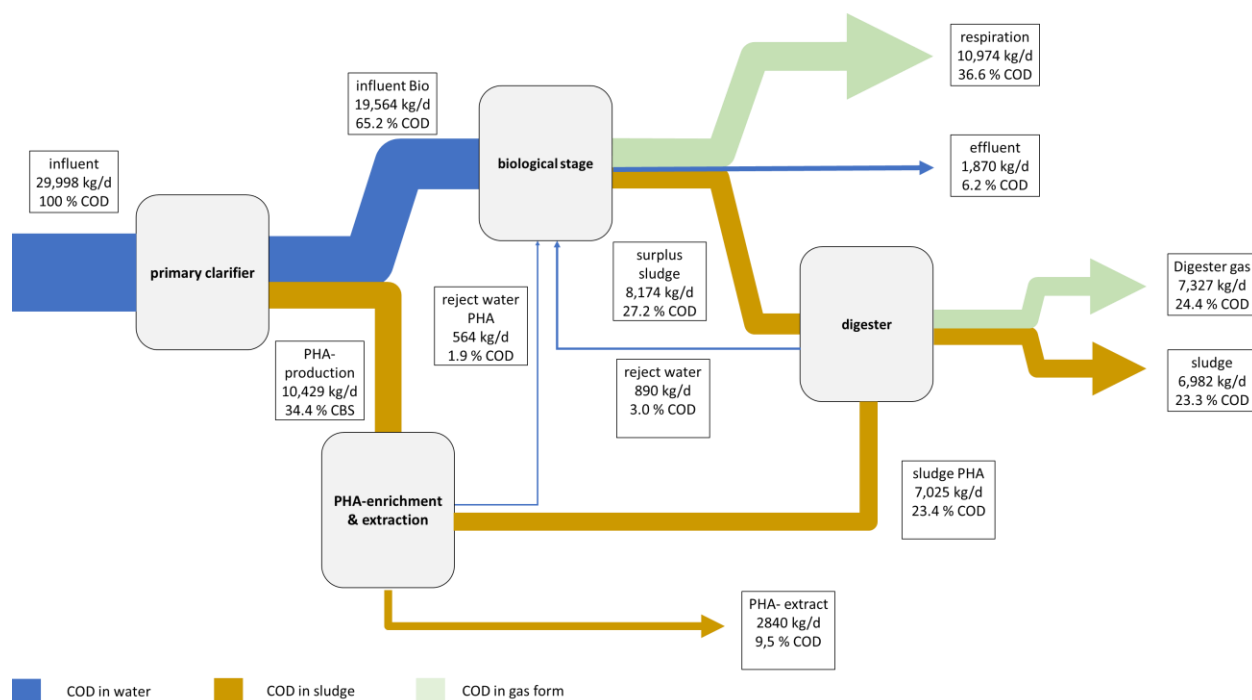 respiration
10,974 kg/d
36.6 % COD
influent Bio
19,564 kg/d
65.2 % COD
effluent
1,870 kg/d
6.2 % COD
biological stage
influent
29,998 kg/d
100 % COD
primary clarifier
surplus
sludge
8,174 kg/d
27.2 % COD
Digester gas
7,327 kg/d
24.4 % COD
reject water
PHA
564 kg/d
1.9 % COD
digester
PHA-
production
10,429 kg/d
34.4 % CBS
reject water
890 kg/d
3.0 % COD
sludge
6,982 kg/d
23.3 % COD
PHA-enrichment
& extraction
sludge PHA
7,025 kg/d
23.4 % COD
PHA- extract
2840 kg/d
9,5 % COD
COD in water
COD in sludge
COD in gas form